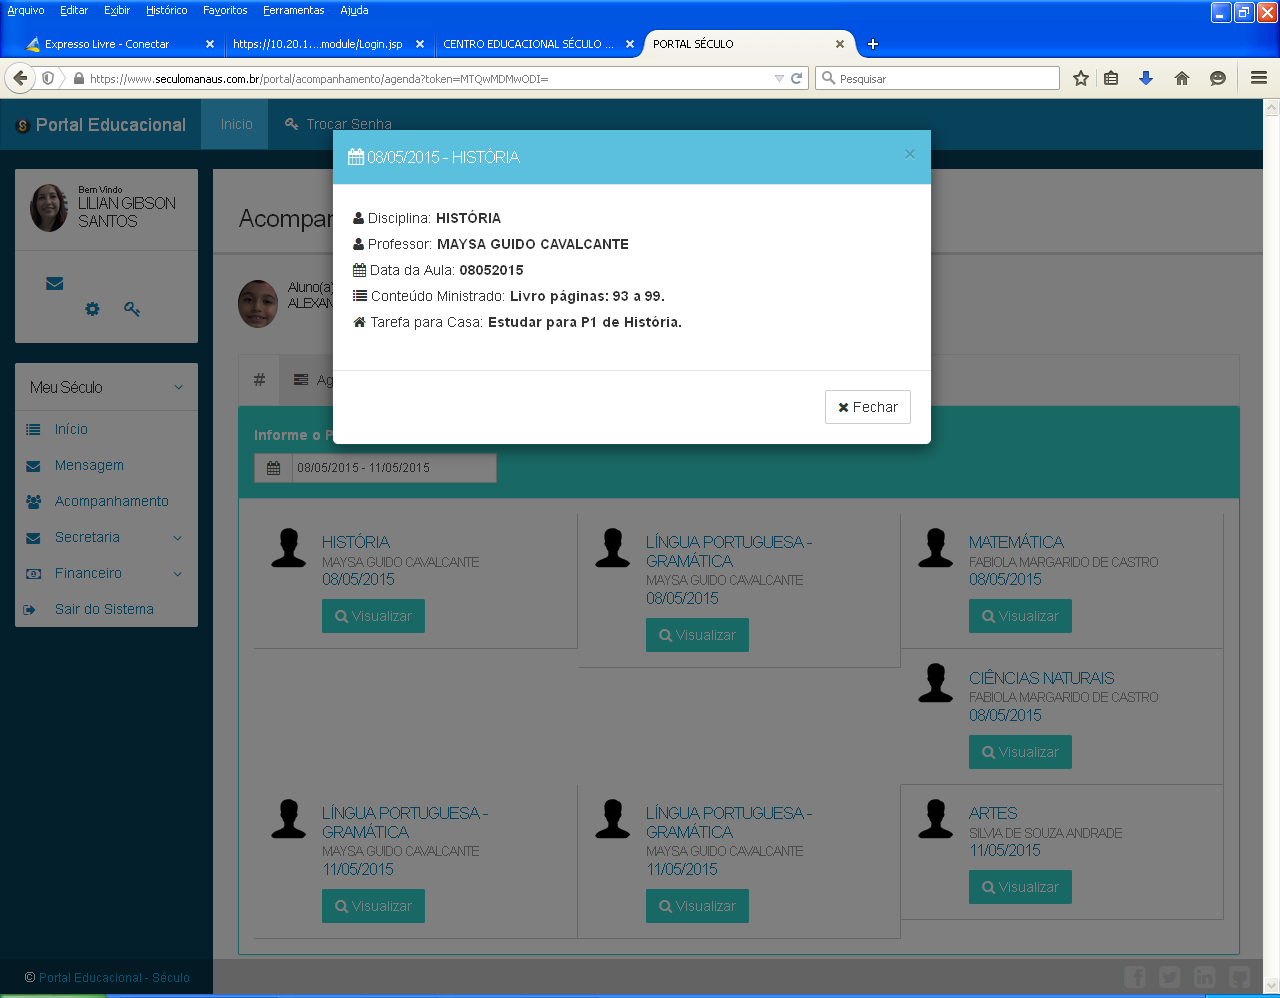 Arquivo Editar Exibir Histórico Favoritos Ferramentas Ajuda
Expresso Livre - Conectar
https://10.20.1....module/Login.jsp
CENTRO EDUCACIONAL SÉCULO ...
PORTAL SÉCULO
https://www.seculomanaus.com.br/portal/acompanhamento/agenda?token=MTQwMDMwODI=
Pesquisar
Portal Educacional
Inicio
Trocar Senha
08/05/2015 - HISTÓRIA
×
Disciplina: HISTÓRIA
Professor: MAYSA GUIDO CAVALCANTE
Data da Aula: 08052015
Conteúdo Ministrado: Livro páginas: 93 a 99.
Tarefa para Casa: Estudar para P1 de História.
Fechar
Bem Vindo
LILIAN GIBSON
SANTOS
Meu Século
Início
Mensagem
Acompanhamento
Secretaria
Financeiro
Sair do Sistema
Acompan
Aluno(a)
ALEXAN
#
Ag
Informe o P
08/05/2015 - 11/05/2015
HISTÓRIA
MAYSA GUIDO CAVALCANTE
08/05/2015
Visualizar
LÍNGUA PORTUGUESA -
GRAMÁTICA
MAYSA GUIDO CAVALCANTE
08/05/2015
Visualizar
MATEMÁTICA
FABIOLA MARGARIDO DE CASTRO
08/05/2015
Visualizar
CIÊNCIAS NATURAIS
FABIOLA MARGARIDO DE CASTRO
08/05/2015
Visualizar
LÍNGUA PORTUGUESA -
GRAMÁTICA
MAYSA GUIDO CAVALCANTE
11/05/2015
Visualizar
LÍNGUA PORTUGUESA -
GRAMÁTICA
MAYSA GUIDO CAVALCANTE
11/05/2015
Visualizar
ARTES
SILVIA DE SOUZA ANDRADE
11/05/2015
Visualizar
© Portal Educacional - Século